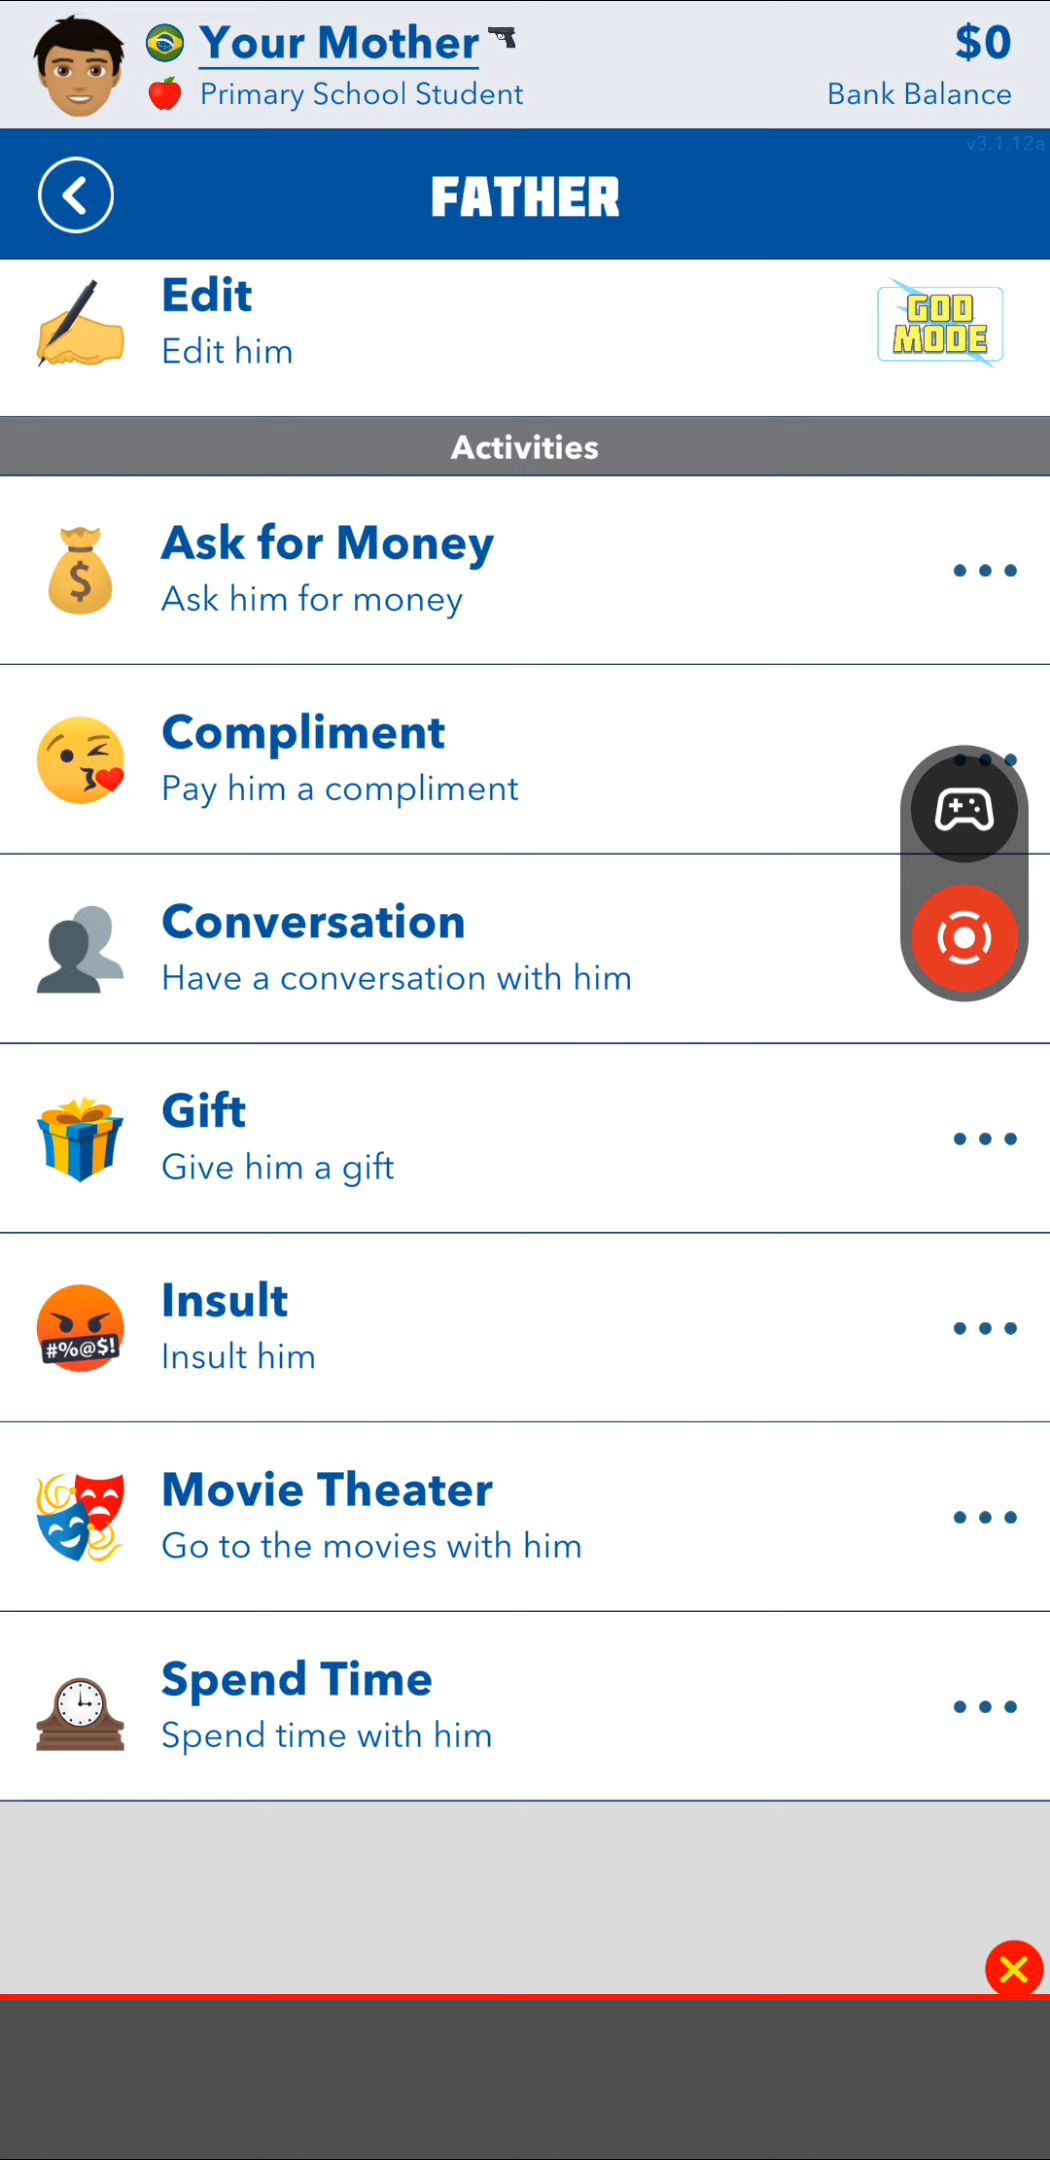 Your Mother
$0
Primary School Student
Bank Balance
v3.1.12a
FATHER
Edit
Edit him
GOD
MODE
Activities
Ask for Money
Ask him for money
Compliment
Pay him a compliment
Conversation
Have a conversation with him
Gift
Give him a gift
Insult
Insult him
#%@$!
Movie Theater
Go to the movies with him
Spend Time
Spend time with him